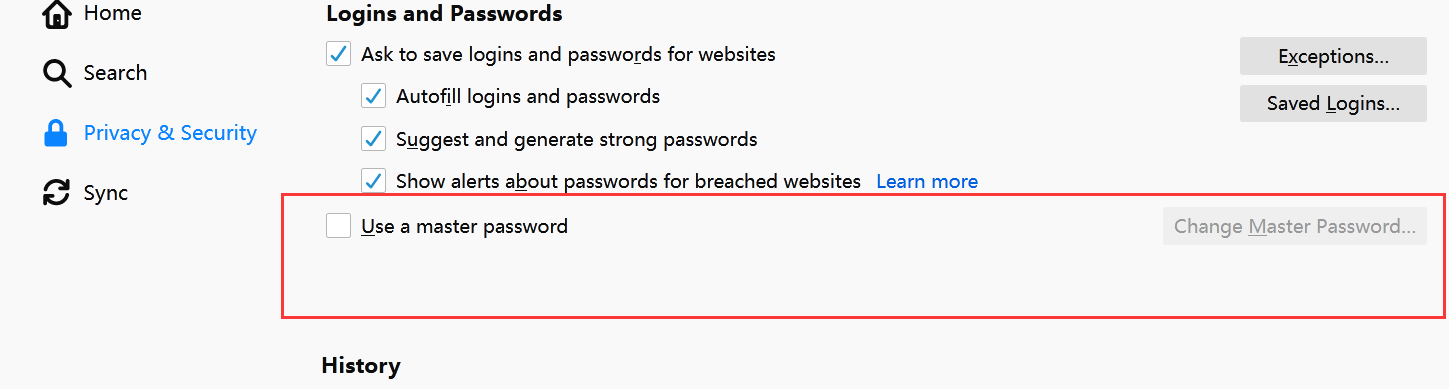 Home
Search
Privacy & Security
Sync
Logins and Passwords
Ask to save logins and passwords for websites
Exceptions...
Autofill logins and passwords
Saved Logins...
Suggest and generate strong passwords
Show alerts about passwords for breached websites Learn more
Use a master password
Change Master Password...
History